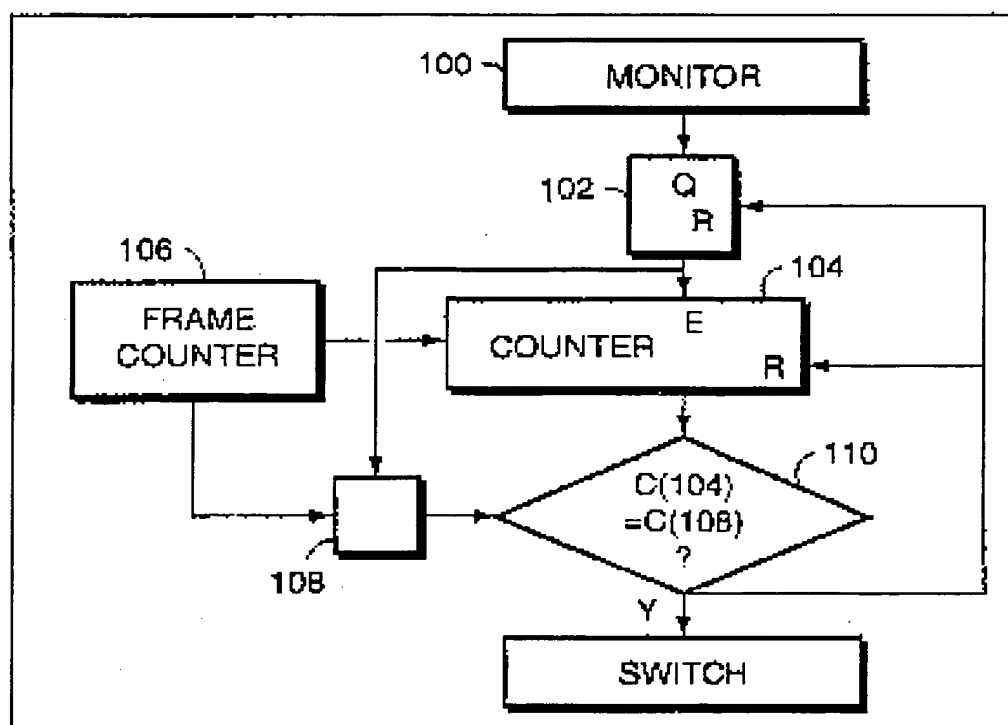 100
MONITOR
102
Q
R
106
104
FRAME
COUNTER
E
COUNTER
R
110
C(104)
=C(108)
?
108
Y
SWITCH